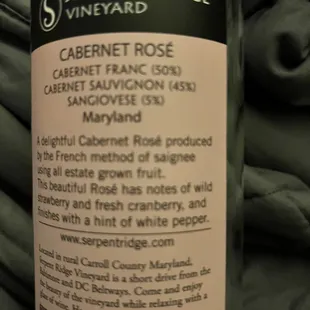 S
VINEYARD
CABERNET ROSÉ
CABERNET FRANC (50%)
CABERNET SAUVIGNON (45%)
SANGIOVESE (5%)
Maryland
A delightful Cabernet Rosé produced
by the French method of saignee
using all estate grown fruit.
This beautiful Rosé has notes of wild
strawberry and fresh cranberry, and
finishes with a hint of white pepper.
www.serpentridge.com
Located in rural Carroll County Maryland,
Serpent Ridge Vineyard is a short drive from the
Baltimore and DC Beltways. Come and enjoy
the beauty of the vineyard while relaxing with a
glass of wine.